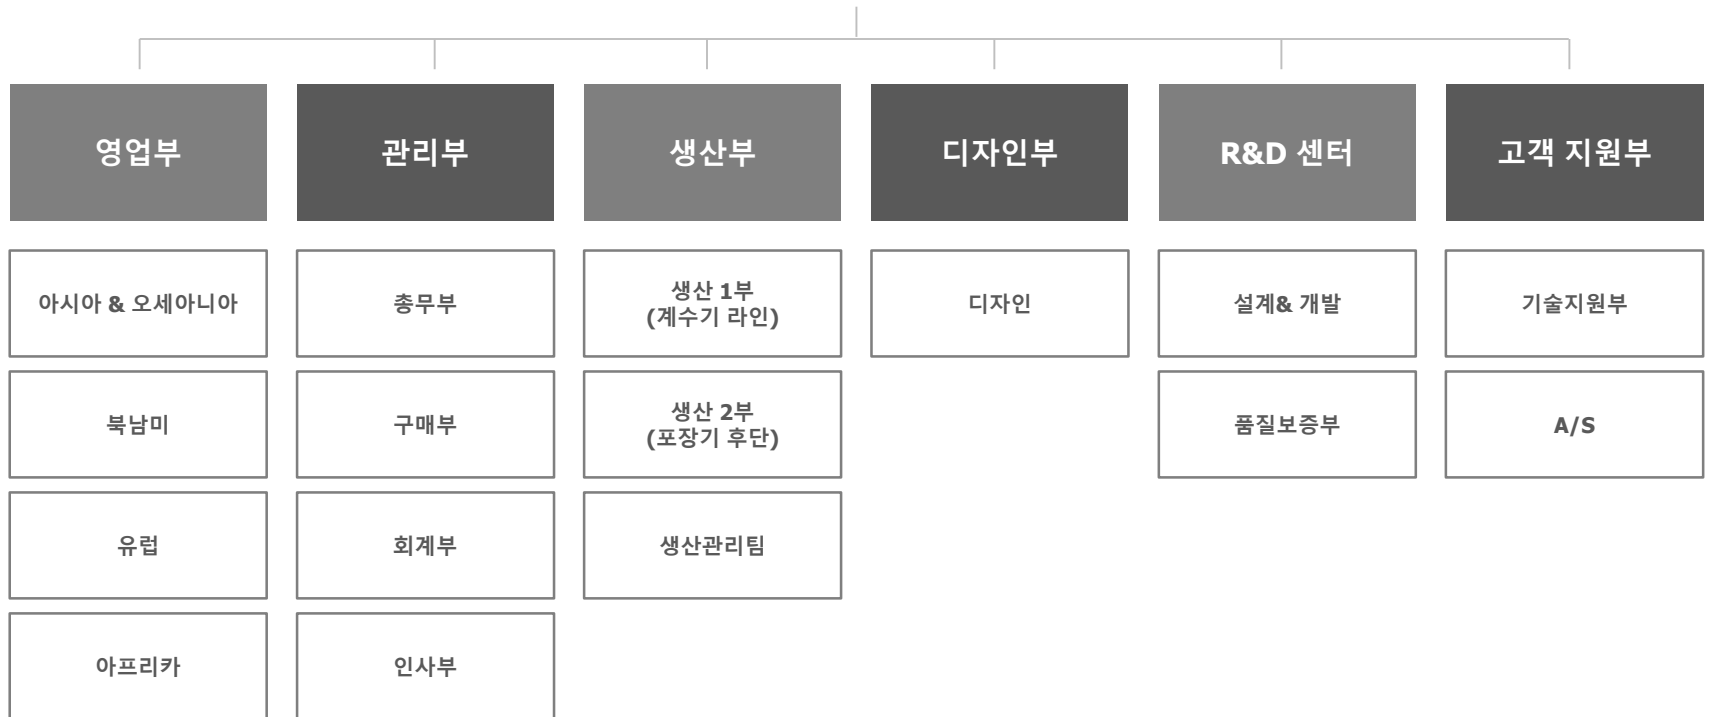 영업부
관리부
생산부
디자인부
R&D 센터
고객 지원부
아시아 & 오세아니아
총무부
생산 1부
(계수기 라인)
디자인
설계& 개발
기술지원부
북남미
구매부
생산 2부
(포장기 후단)
품질보증부
A/S
유럽
회계부
생산관리팀
아프리카
인사부